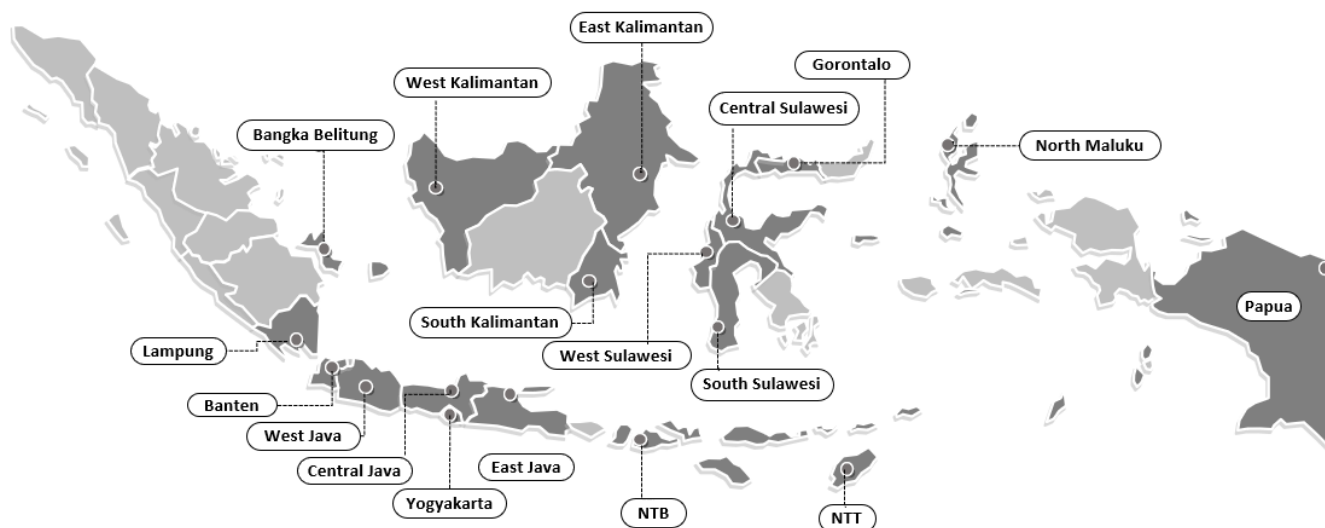 East Kalimantan
Gorontalo
West Kalimantan
Central Sulawesi
Bangka Belitung
North Maluku
Papua
South Kalimantan
Lampung
West Sulawesi
South Sulawesi
Banten
West Java
Central Java
East Java
Yogyakarta
NTB
NTT